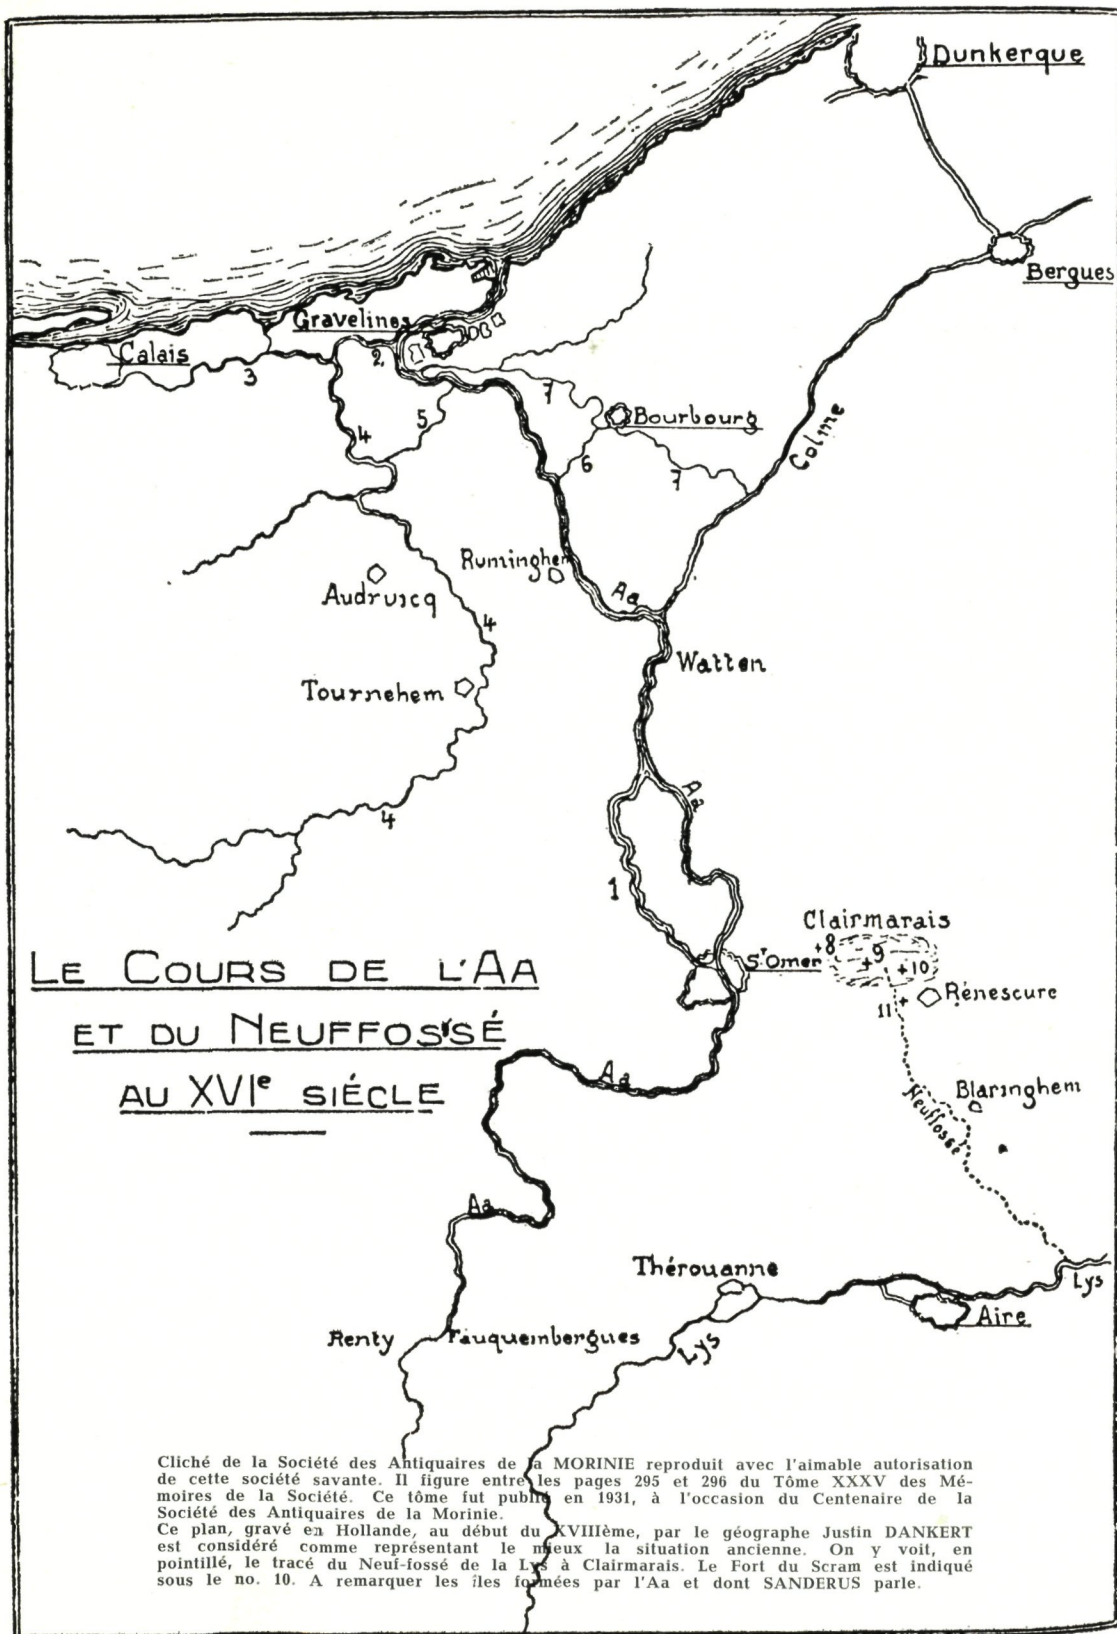 Dunkerque
Bergues
Gravelines
Calais
2
3
7
Bourbourg
5
4
6
7
Colme
Ruminghem
Aa
Audruicq
4
Watten
Tournehem
Aa
4
1
Clairmarais
+8
+9
+10
St Omer
Rénescure
11+
LE COURS DE L'AA
ET DU NEUFFOSSÉ
AU XVIe SIÉCLE
Aa
Blaringhem
Neuffossé
Aa
Thérouanne
Lys
Aire
Renty
Fauquembergues
Lys
Cliché de la Société des Antiquaires de la MORINIE reproduit avec l'aimable autorisation
de cette société savante. Il figure entre les pages 295 et 296 du Tôme XXXV des Mé-
moires de la Société. Ce tôme fut publié en 1931, à l'occasion du Centenaire de la
Société des Antiquaires de la Morinie.
Ce plan, gravé en Hollande, au début du XVIIIème, par le géographe Justin DANKERT
est considéré comme représentant le mieux la situation ancienne. On y voit, en
pointillé, le tracé du Neuf-fossé de la Lys à Clairmarais. Le Fort du Scram est indiqué
sous le no. 10. A remarquer les îles formées par l'Aa et dont SANDERUS parle.